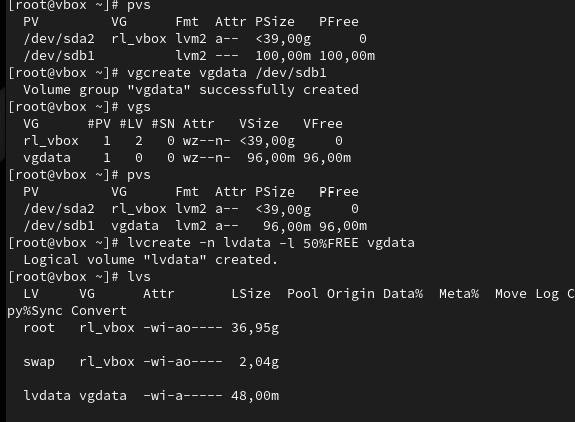 [root@vbox ~]# pvs
PV VG Fmt Attr PSize PFree
/dev/sda2 rl_vbox lvm2 a-- <39,00g 0
/dev/sdb1 lvm2 --- 100,00m 100,00m
[root@vbox ~]# vgcreate vgdata /dev/sdb1
Volume group "vgdata" successfully created
[root@vbox ~]# vgs
VG #PV #LV #SN Attr VSize VFree
rl_vbox 1 2 0 wz--n- <39,00g 0
vgdata 1 0 0 wz--n- 96,00m 96,00m
[root@vbox ~]# pvs
PV VG Fmt Attr PSize PFree
/dev/sda2 rl_vbox lvm2 a-- <39,00g 0
/dev/sdb1 vgdata lvm2 a-- 96,00m 96,00m
[root@vbox ~]# lvcreate -n lvdata -l 50%FREE vgdata
Logical volume "lvdata" created.
[root@vbox ~]# lvs
LV VG Attr LSize Pool Origin Data% Meta% Move Log C
py%Sync Convert
root rl_vbox -wi-ao---- 36,95g
swap rl_vbox -wi-ao---- 2,04g
lvdata vgdata -wi-a----- 48,00m